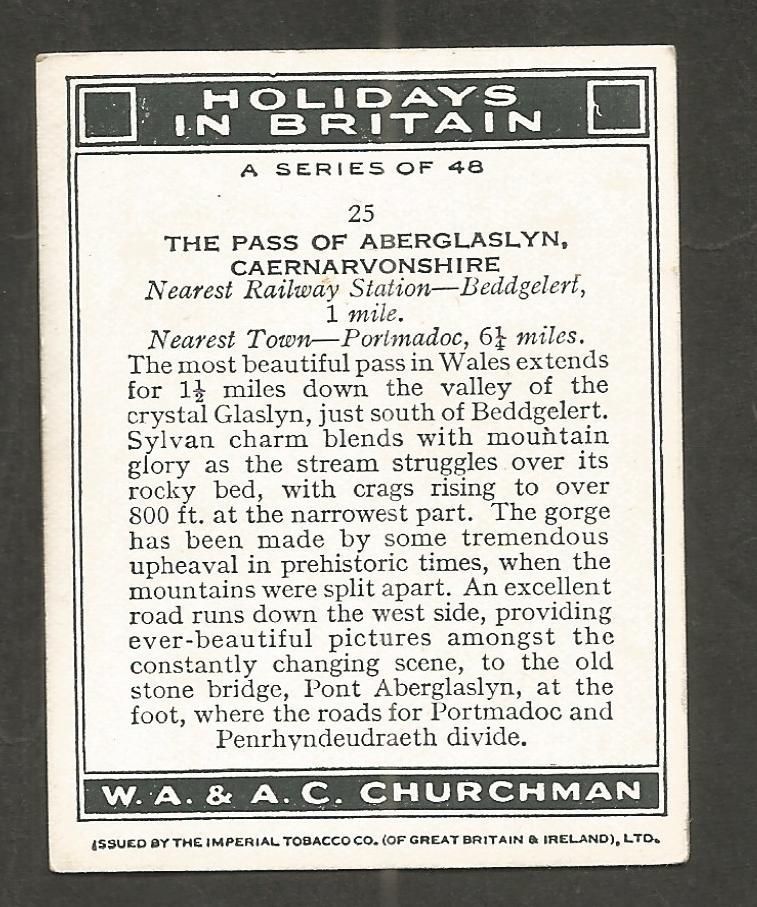 HOLIDAYS
IN BRITAIN
A SERIES OF 48
25
THE PASS OF ABERGLASLYN,
CAERNARVONSHIRE
Nearest Railway Station—Beddgelert,
1 mile.
Nearest Town—Portmadoc, 6¼ miles.
The most beautiful pass in Wales extends
for 1½ miles down the valley of the
crystal Glaslyn, just south of Beddgelert.
Sylvan charm blends with mountain
glory as the stream struggles over its
rocky bed, with crags rising to over
800 ft. at the narrowest part. The gorge
has been made by some tremendous
upheaval in prehistoric times, when the
mountains were split apart. An excellent
road runs down the west side, providing
ever-beautiful pictures amongst the
constantly changing scene, to the old
stone bridge, Pont Aberglaslyn, at the
foot, where the roads for Portmadoc and
Penrhyndeudraeth divide.
W. A. & A. C. CHURCHMAN
ISSUED BY THE IMPERIAL TOBACCO CO. (OF GREAT BRITAIN & IRELAND), LTD.